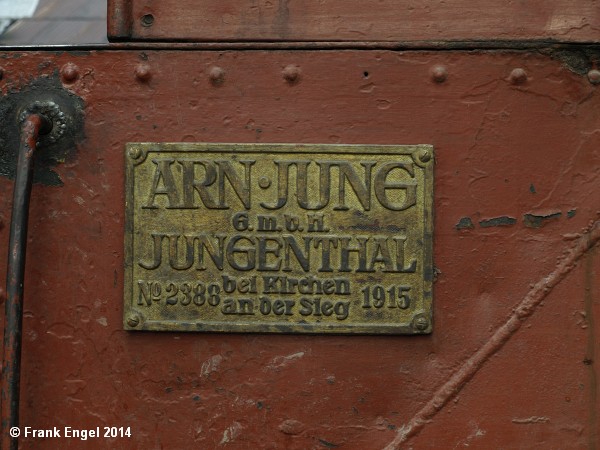 ARN·JUNG
G.m.b.H.
JUNGENTHAL
bei Kirchen
No 2388 an der Sieg 1915
© Frank Engel 2014